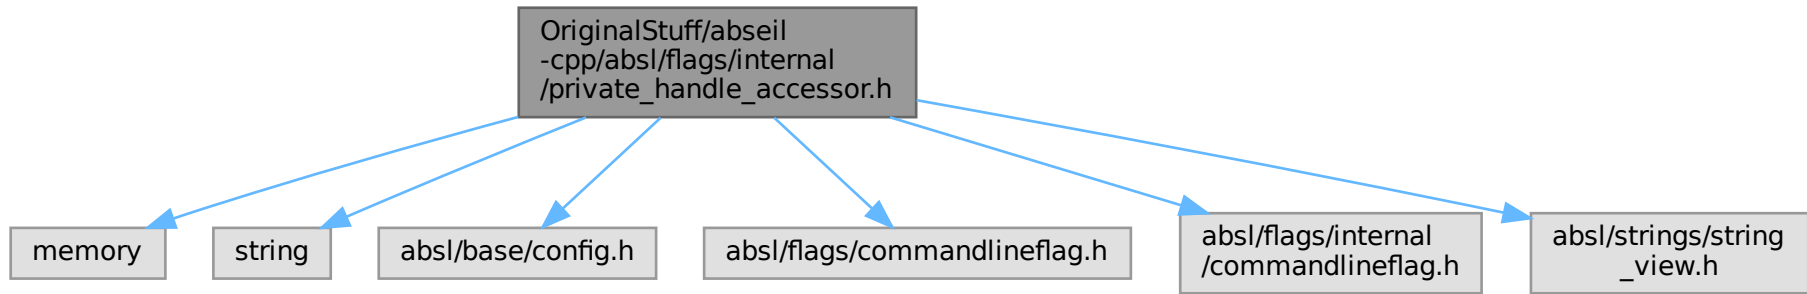 OriginalStuff/abseil
-cpp/absl/flags/internal
/private_handle_accessor.h
memory
string
absl/base/config.h
absl/flags/commandlineflag.h
absl/flags/internal
/commandlineflag.h
absl/strings/string
_view.h